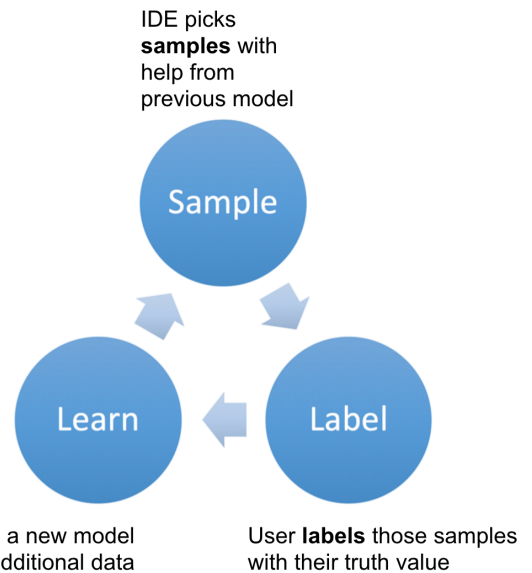 IDE picks
samples with
help from
previous model
Sample
Learn
Label
a new model
dditional data
User labels those samples
with their truth value